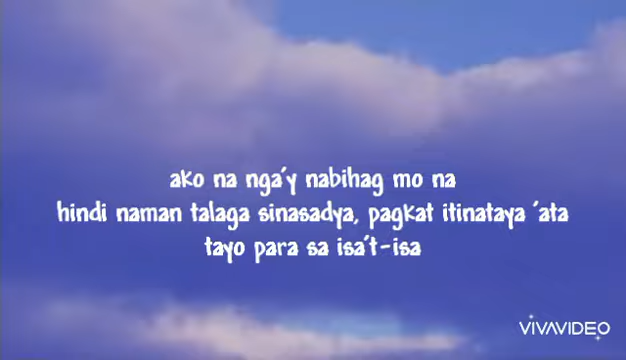 ako na nga'y nabihag mo na
hindi naman talaga sinasadya, pagkat itinataya 'ata
tayo para sa isa't-isa
VIVAVIDEO